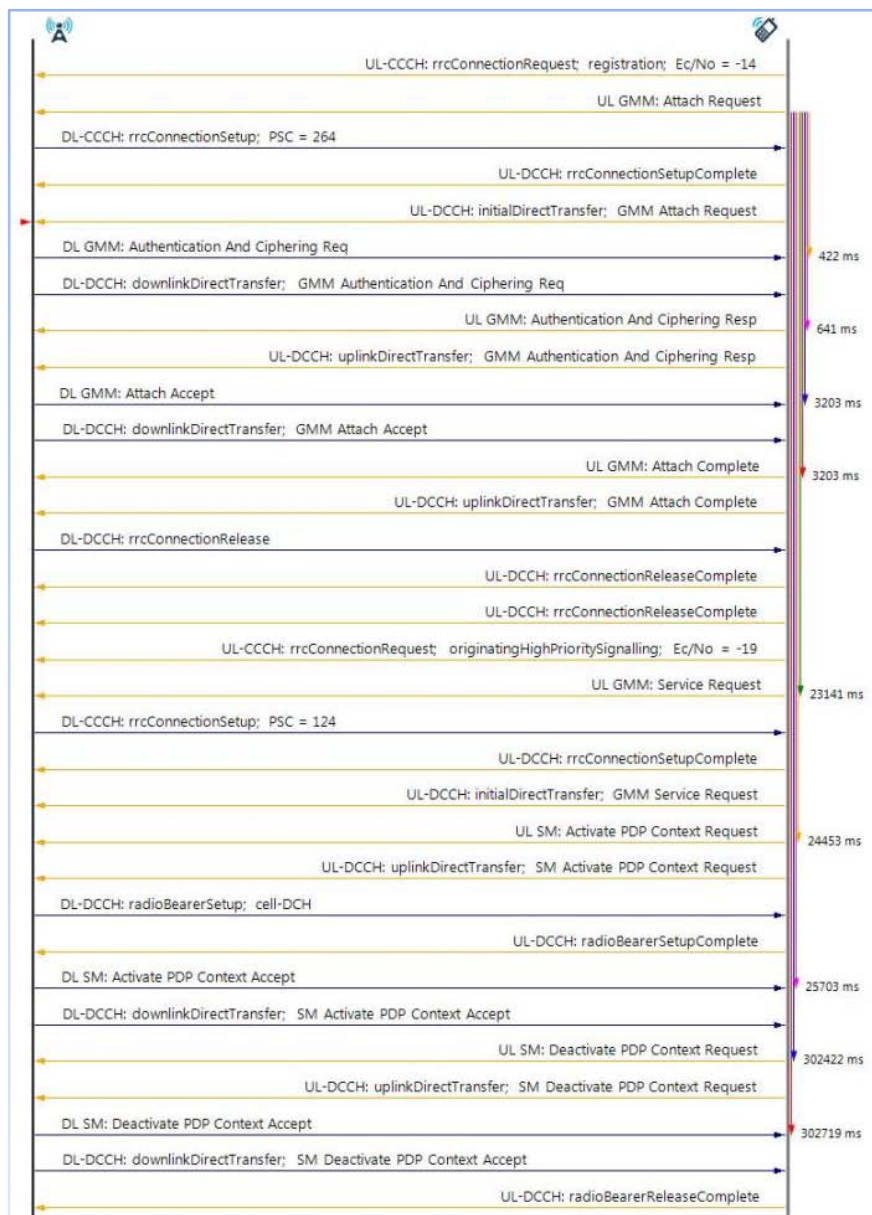 UL-CCCH: rrcConnectionRequest; registration; Ec/No = -14
UL GMM: Attach Request
DL-CCCH: rrcConnectionSetup; PSC = 264
UL-DCCH: rrcConnectionSetupComplete
UL-DCCH: initialDirectTransfer; GMM Attach Request
DL GMM: Authentication And Ciphering Req
422 ms
DL-DCCH: downlinkDirectTransfer; GMM Authentication And Ciphering Req
UL GMM: Authentication And Ciphering Resp
641 ms
UL-DCCH: uplinkDirectTransfer; GMM Authentication And Ciphering Resp
DL GMM: Attach Accept
3203 ms
DL-DCCH: downlinkDirectTransfer; GMM Attach Accept
UL GMM: Attach Complete
3203 ms
UL-DCCH: uplinkDirectTransfer; GMM Attach Complete
DL-DCCH: rrcConnectionRelease
UL-DCCH: rrcConnectionReleaseComplete
UL-DCCH: rrcConnectionReleaseComplete
UL-CCCH: rrcConnectionRequest; originatingHighPrioritySignalling; Ec/No = -19
UL GMM: Service Request
23141 ms
DL-CCCH: rrcConnectionSetup; PSC = 124
UL-DCCH: rrcConnectionSetupComplete
UL-DCCH: initialDirectTransfer; GMM Service Request
UL SM: Activate PDP Context Request
24453 ms
UL-DCCH: uplinkDirectTransfer; SM Activate PDP Context Request
DL-DCCH: radioBearerSetup; cell-DCH
UL-DCCH: radioBearerSetupComplete
DL SM: Activate PDP Context Accept
25703 ms
DL-DCCH: downlinkDirectTransfer; SM Activate PDP Context Accept
UL SM: Deactivate PDP Context Request
302422 ms
UL-DCCH: uplinkDirectTransfer; SM Deactivate PDP Context Request
DL SM: Deactivate PDP Context Accept
302719 ms
DL-DCCH: downlinkDirectTransfer; SM Deactivate PDP Context Accept
UL-DCCH: radioBearerReleaseComplete